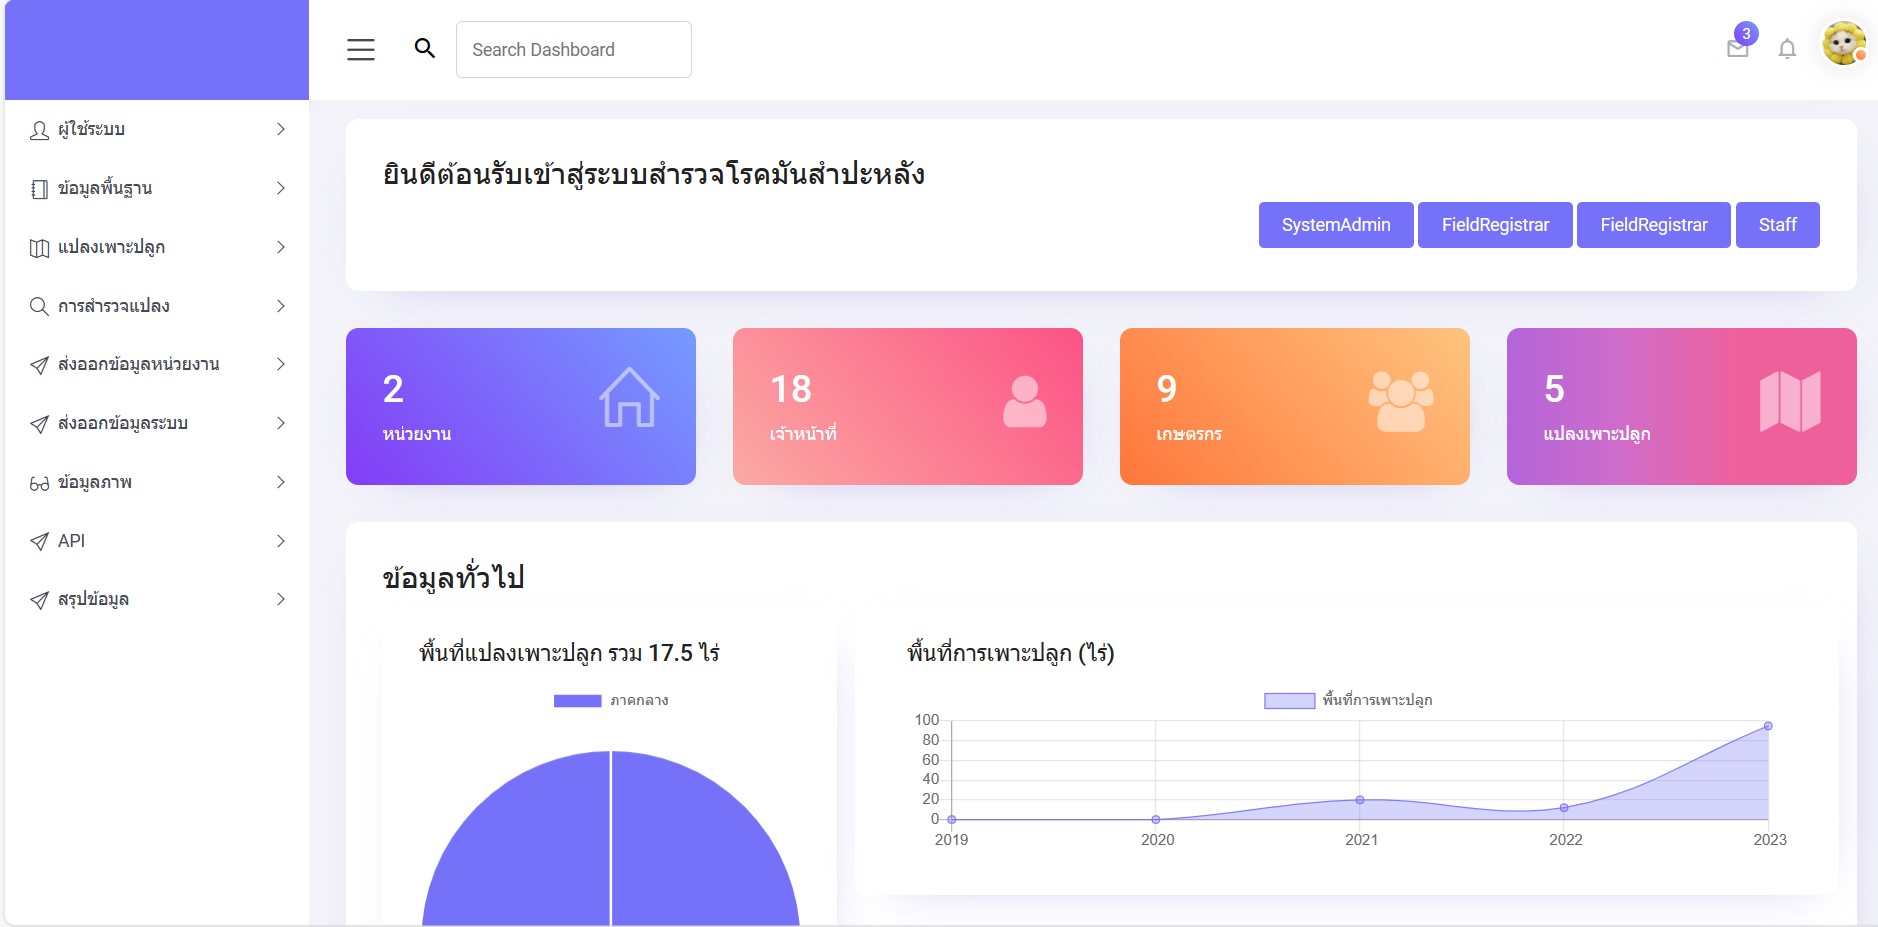 Search Dashboard
3
ผู้ใช้ระบบ
ข้อมูลพื้นฐาน
แปลงเพาะปลูก
การสำรวจแปลง
ส่งออกข้อมูลหน่วยงาน
ส่งออกข้อมูลระบบ
ข้อมูลภาพ
API
สรุปข้อมูล
ยินดีต้อนรับเข้าสู่ระบบสำรวจโรคมันสำปะหลัง
SystemAdmin FieldRegistrar FieldRegistrar Staff
2
หน่วยงาน
18
เจ้าหน้าที่
9
เกษตรกร
5
แปลงเพาะปลูก
ข้อมูลทั่วไป
พื้นที่แปลงเพาะปลูก รวม 17.5 ไร่
ภาคกลาง
พื้นที่การเพาะปลูก (ไร่)
พื้นที่การเพาะปลูก
100
80
60
40
20
0
2019 2020 2021 2022 2023